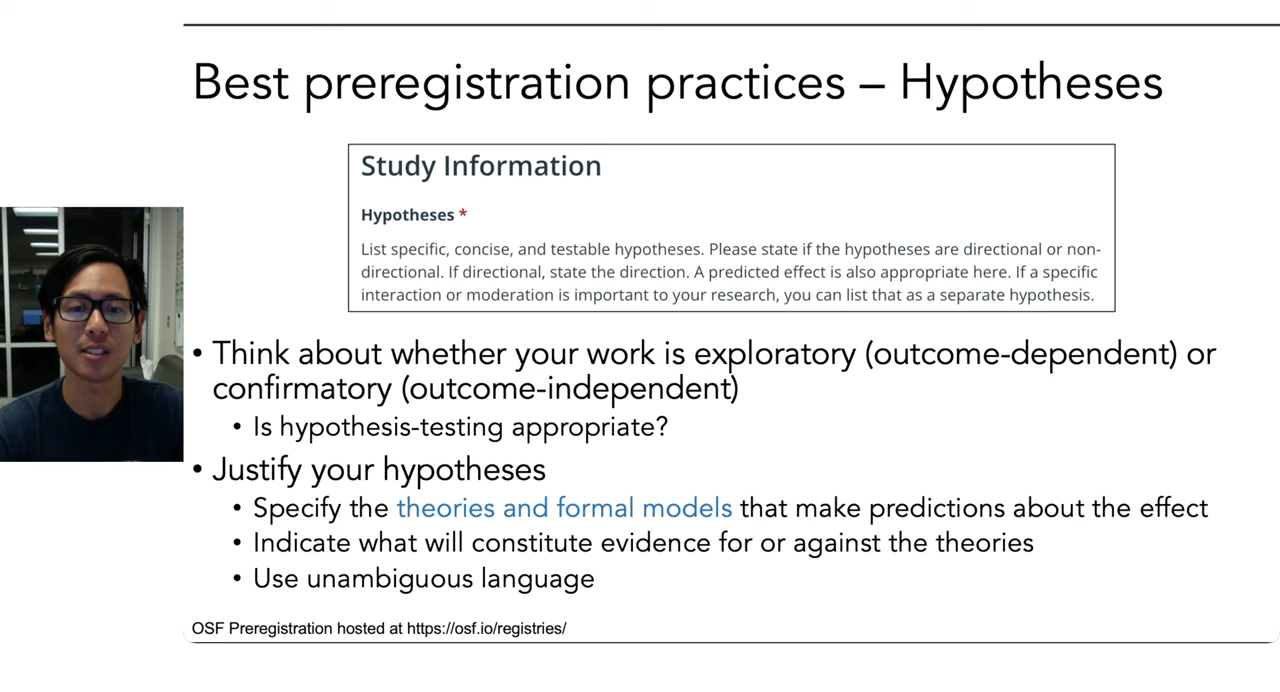 Best preregistration practices – Hypotheses
Study Information
Hypotheses *
List specific, concise, and testable hypotheses. Please state if the hypotheses are directional or non-
directional. If directional, state the direction. A predicted effect is also appropriate here. If a specific
interaction or moderation is important to your research, you can list that as a separate hypothesis.
• Think about whether your work is exploratory (outcome-dependent) or
confirmatory (outcome-independent)
• Is hypothesis-testing appropriate?
• Justify your hypotheses
• Specify the theories and formal models that make predictions about the effect
• Indicate what will constitute evidence for or against the theories
• Use unambiguous language
OSF Preregistration hosted at https://osf.io/registries/